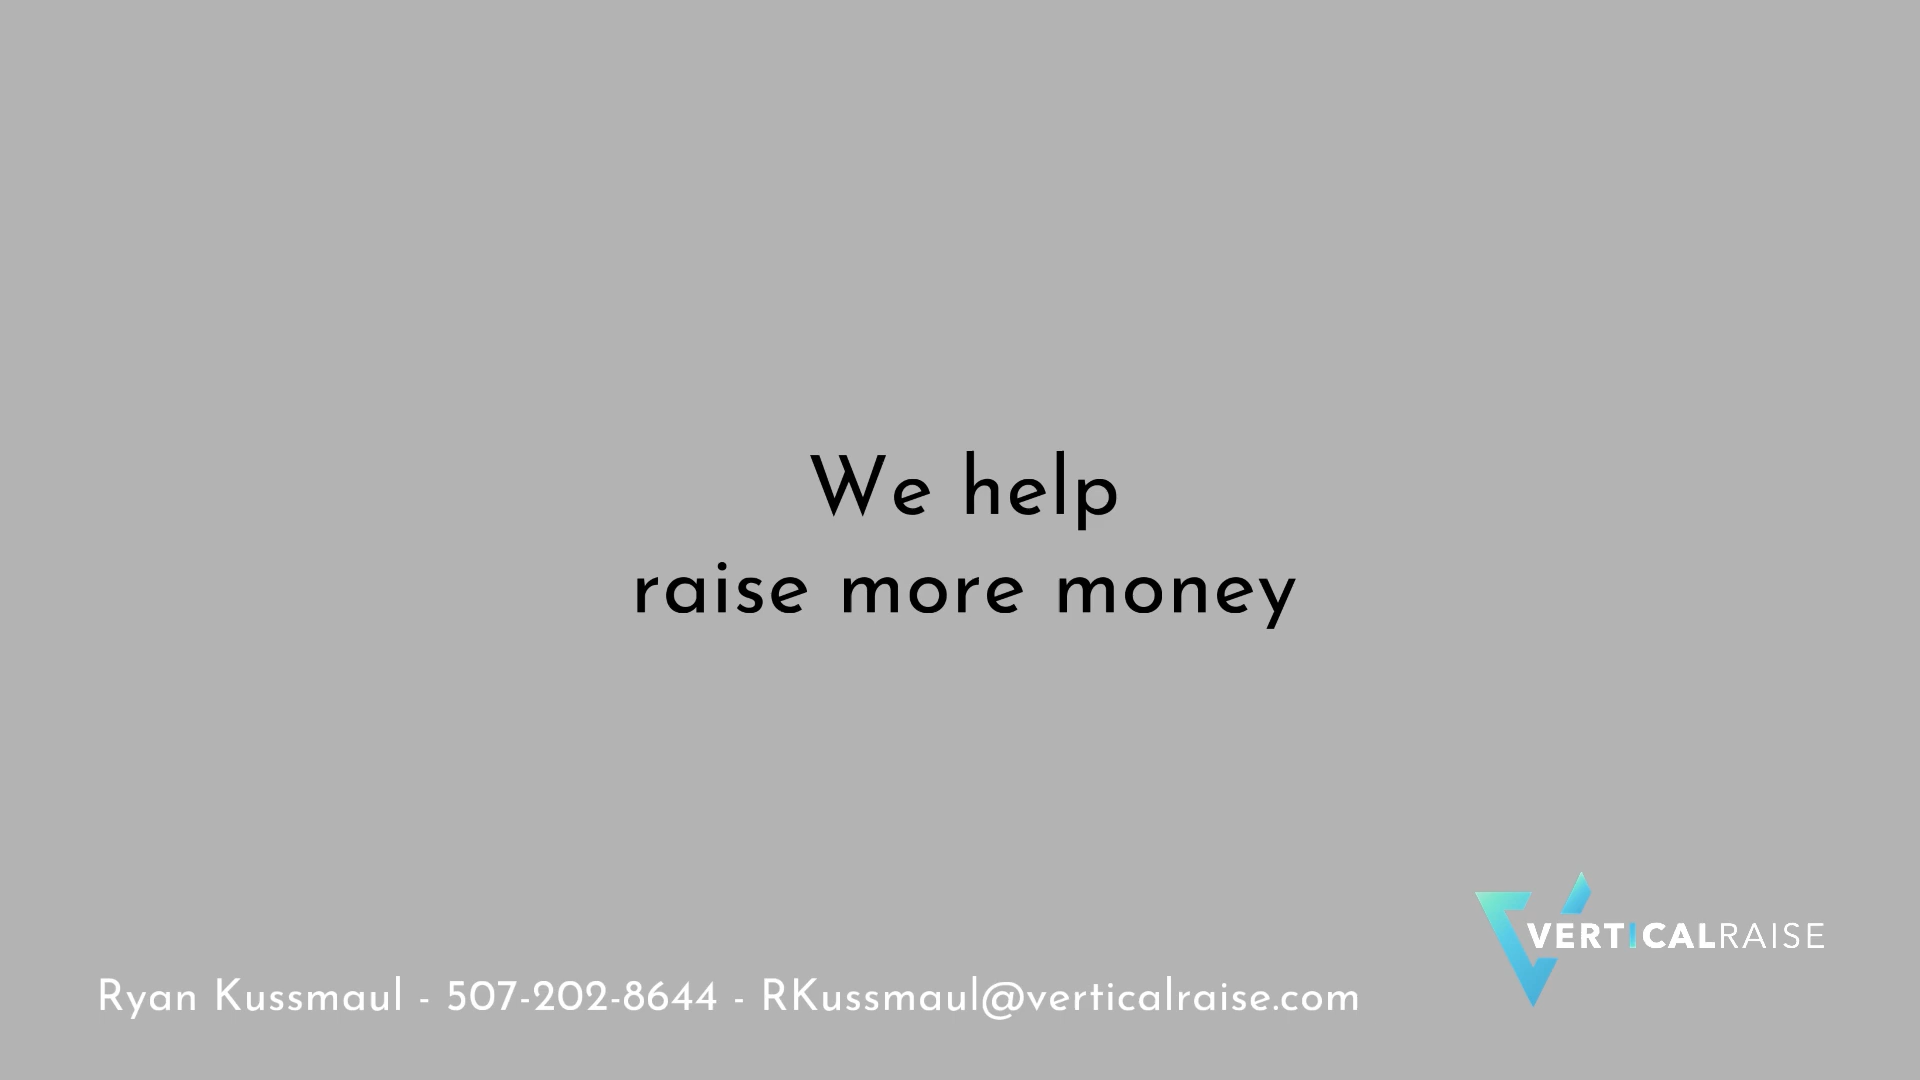 We help
raise more money
VERTICALRAISE
Ryan Kussmaul - 507-202-8644 - RKussmaul@verticalraise.com